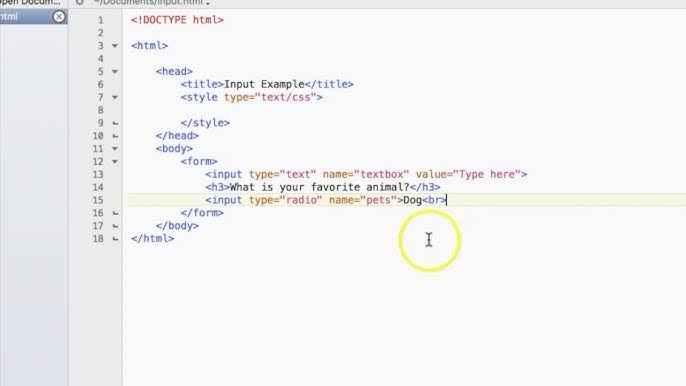 Open Docum...
~/Documents/input.html
html
1 <!DOCTYPE html>
2
3 <html>
4
5 <head>
6 <title>Input Example</title>
7 <style type="text/css">
8
9 </style>
10 </head>
11 <body>
12 <form>
13 <input type="text" name="textbox" value="Type here">
14 <h3>What is your favorite animal?</h3>
15 <input type="radio" name="pets">Dog<br>
16 </form>
17 </body>
18 </html>